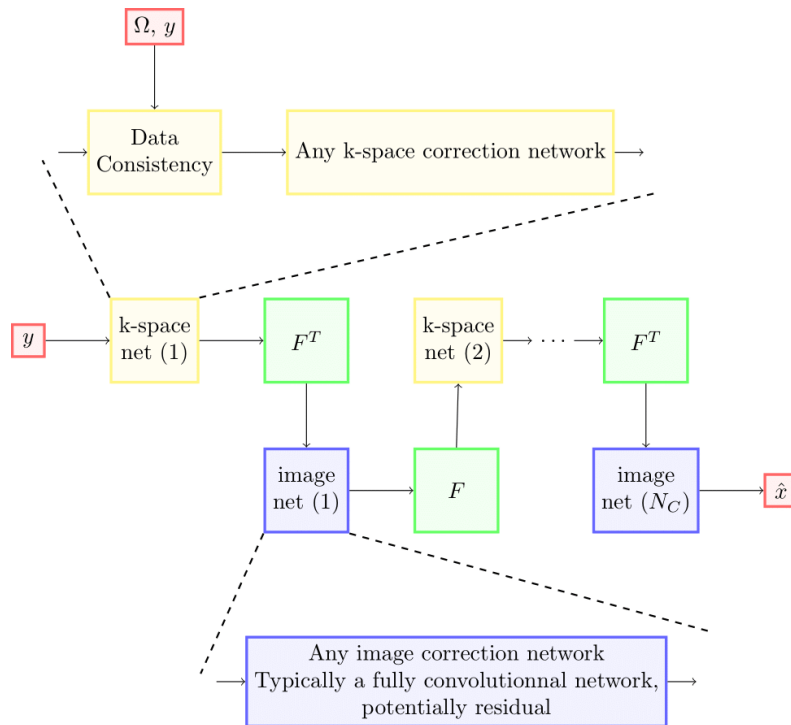 Ω, y
Data
Consistency
Any k-space correction network
y
k-space
net (1)
F^T
k-space
net (2)
···
F^T
image
net (1)
F
image
net (N_C)
x̂
Any image correction network
Typically a fully convolutionnal network,
potentially residual